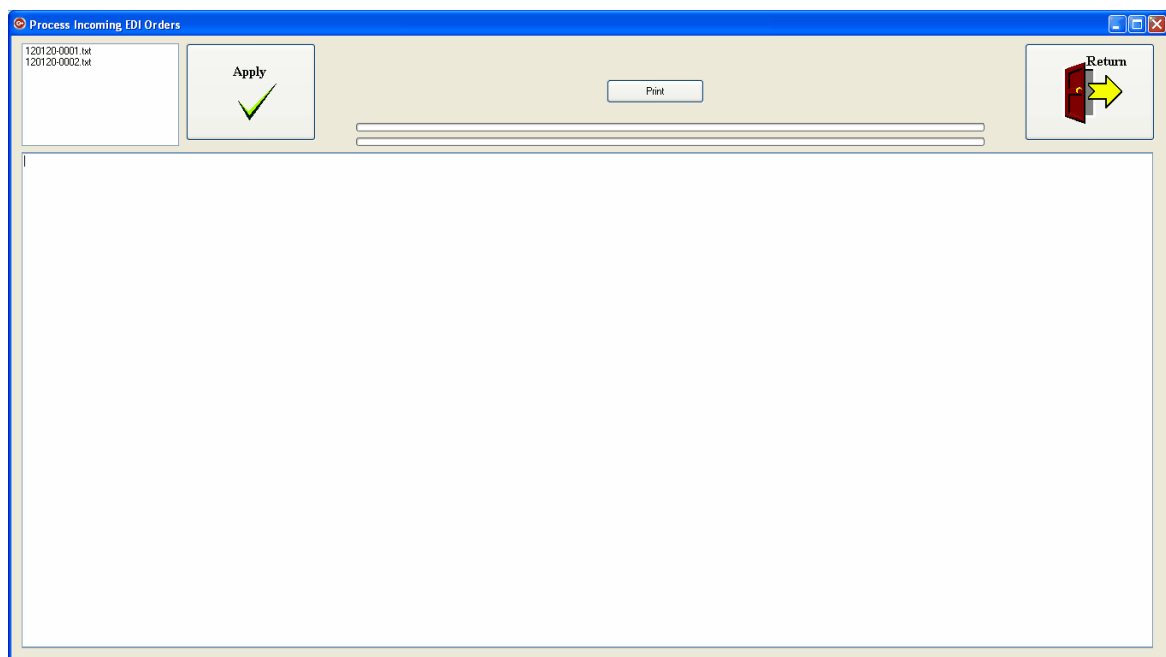 Process Incoming EDI Orders
120120-0001.txt
120120-0002.txt
Apply
Print
Return